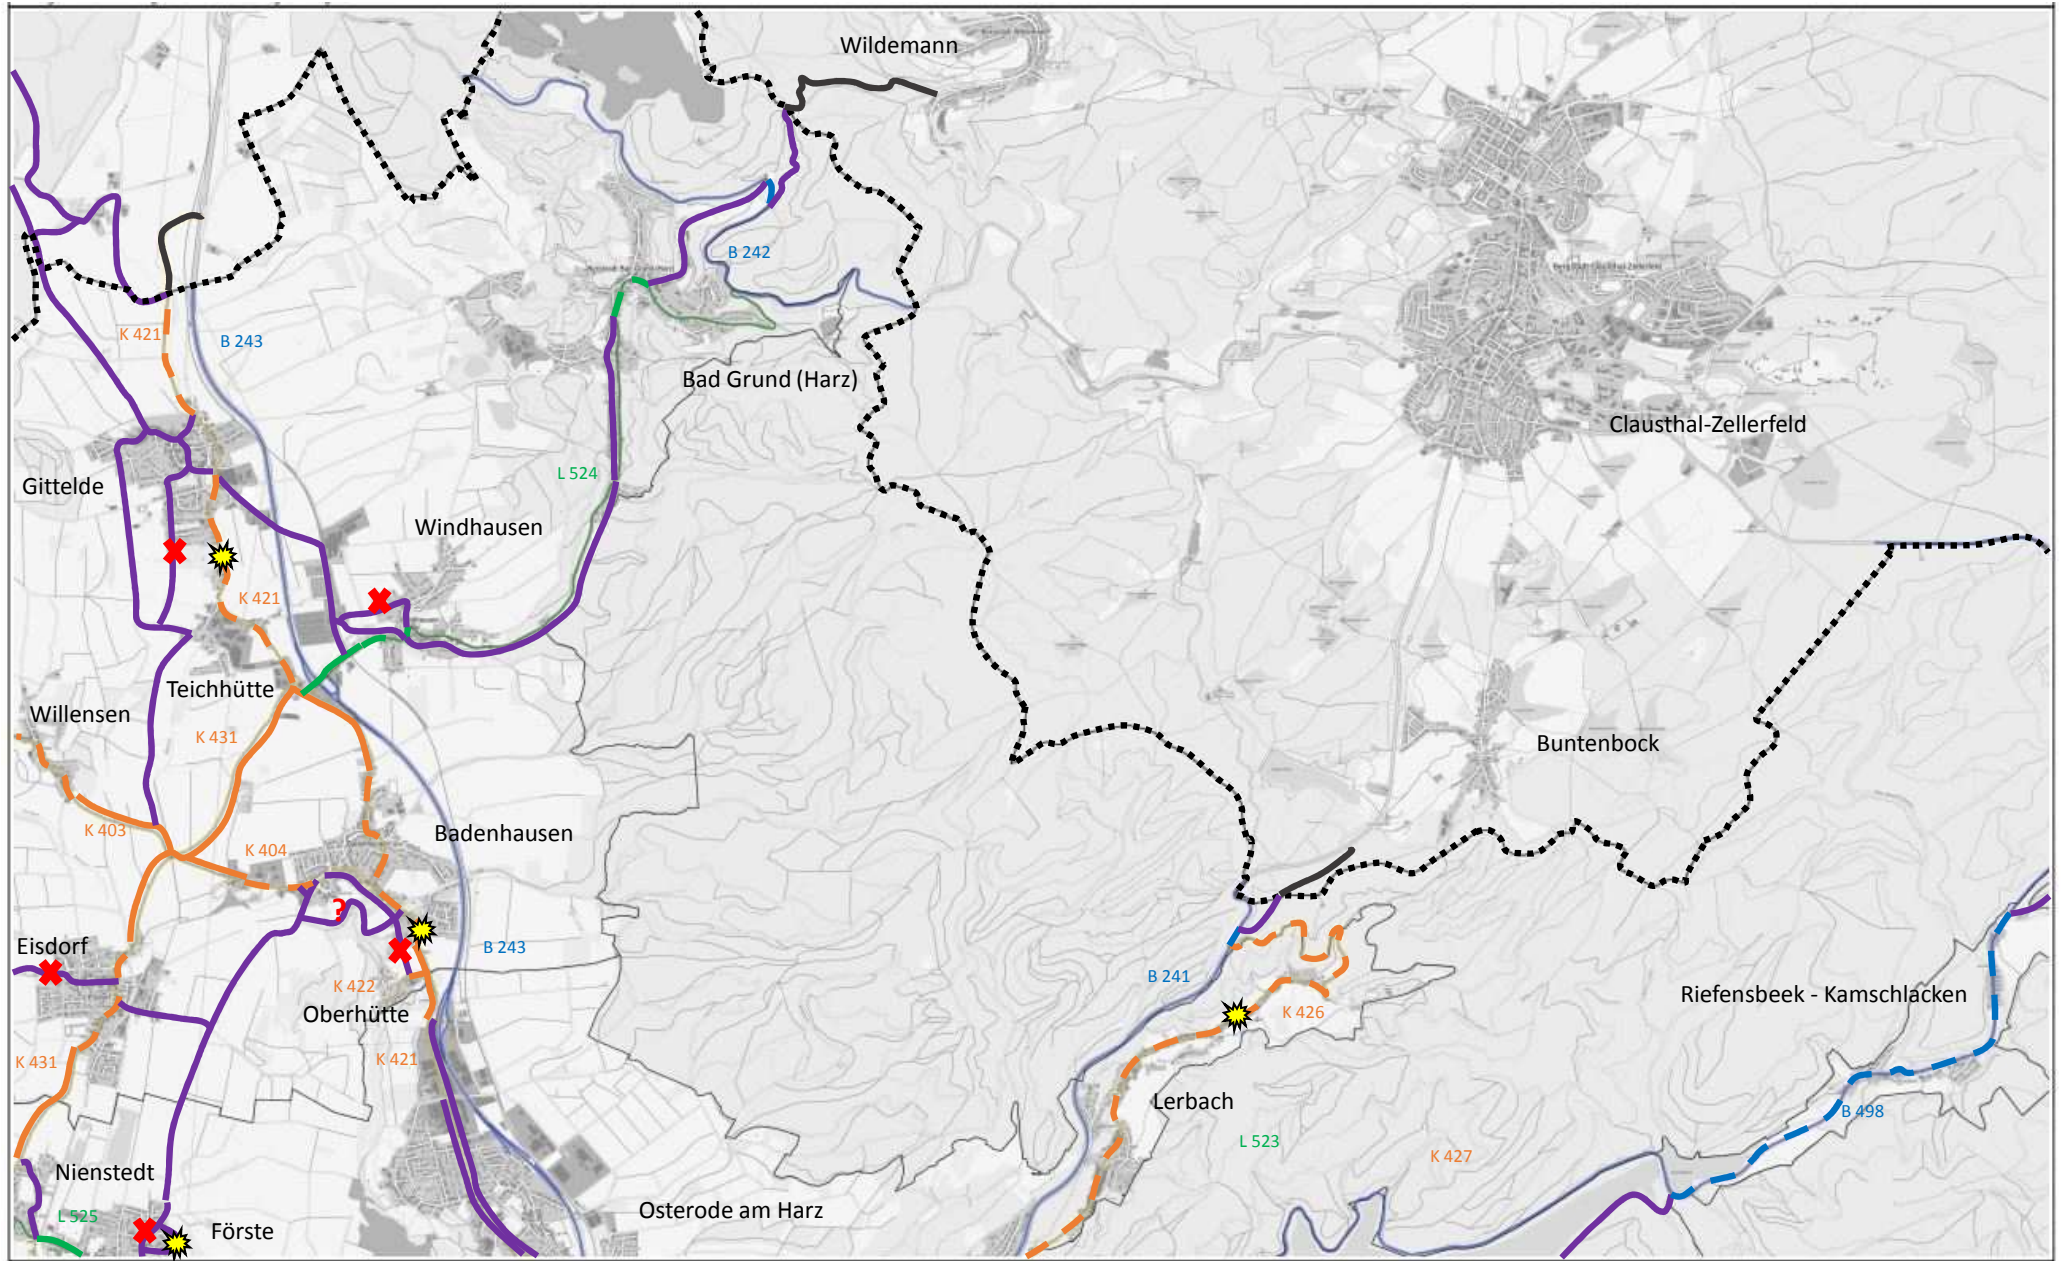 Wildemann
B 242
K 421
B 243
Bad Grund (Harz)
Clausthal-Zellerfeld
L 524
Gittelde
Windhausen
K 421
Teichhütte
Willensen
K 431
Buntenbock
K 403
K 404
Badenhausen
?
Eisdorf
B 243
K 422
B 241
Riefensbeek - Kamschlacken
Oberhütte
K 426
K 431
K 421
Lerbach
B 498
L 523
K 427
Nienstedt
L 525
Förste
Osterode am Harz